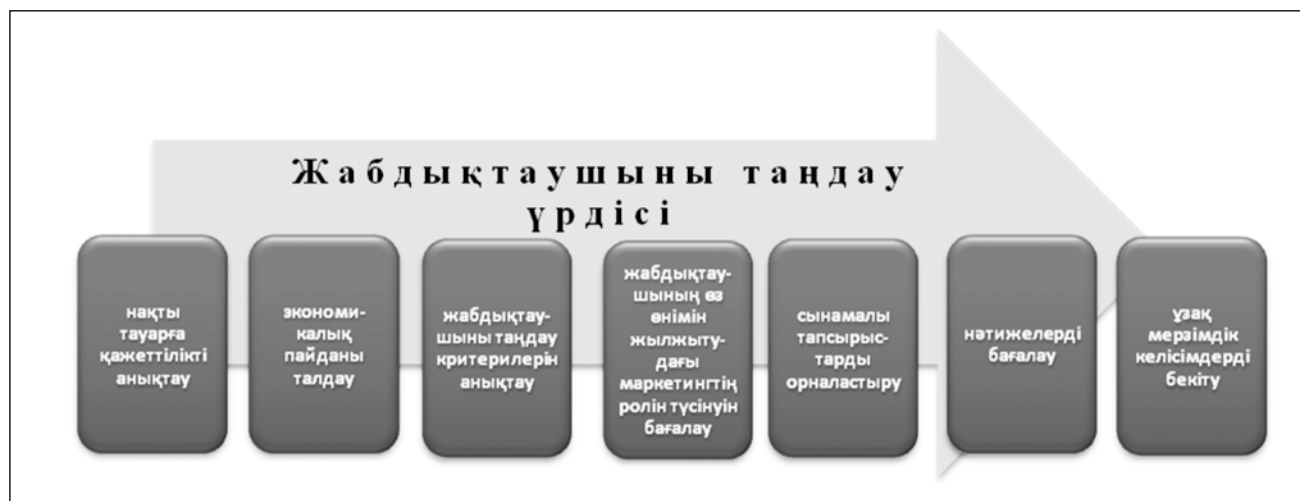 Жабдықтаушыны таңдау
үрдісі
нақты
тауарға
қажеттілікті
анықтау
экономи-
калық
пайданы
талдау
жабдықтау-
шыны таңдау
критерилерін
анықтау
жабдықтау-
шының өз
өнімін
жылжыту-
дағы
маркетингтің
ролін түсінуін
бағалау
сынамалы
тапсырыс-
тарды
орналастыру
нәтижелерді
бағалау
ұзақ
мерзімдік
келісімдерді
бекіту